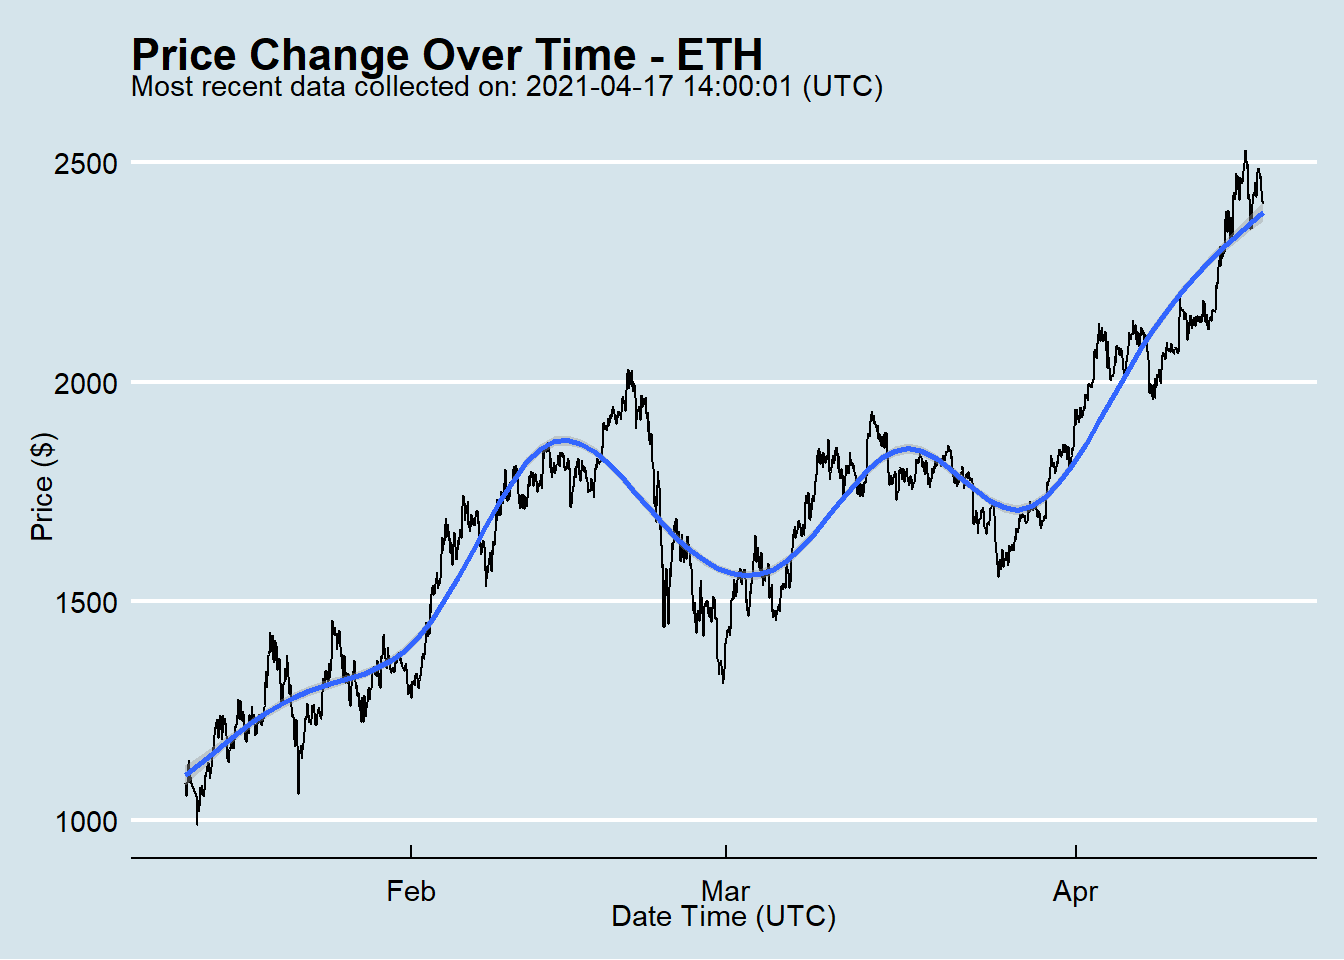 Price Change Over Time - ETH
Most recent data collected on: 2021-04-17 14:00:01 (UTC)
2500
2000
1500
1000
Price ($)
Feb Mar Apr
Date Time (UTC)